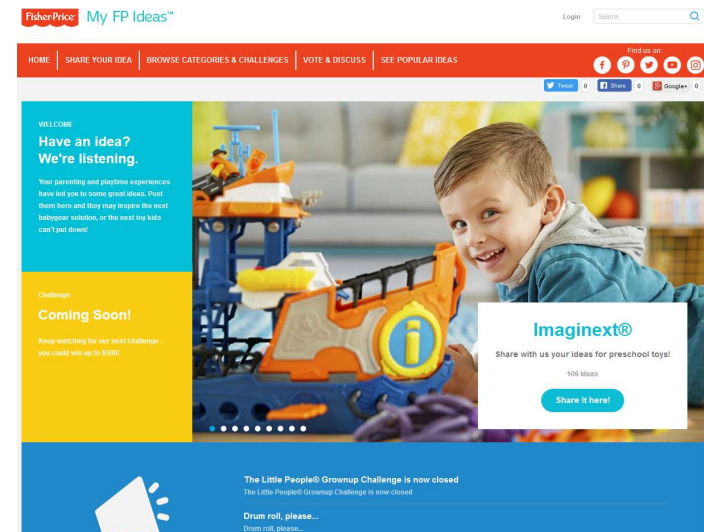 Fisher-Price® My FP Ideas™
Login
Search
Find us on:
HOME
SHARE YOUR IDEA
BROWSE CATEGORIES & CHALLENGES
VOTE & DISCUSS
SEE POPULAR IDEAS
Tweet 0
Share 0
Google+ 0
WELCOME
Have an idea?
We're listening.
Your parenting and playtime experiences
have led you to some great ideas. Post
them here and they may inspire the next
babygear solution, or the next toy kids
can't put down!
Challenge
Coming Soon!
Keep watching for our next challenge -
you could win up to $500!
Imaginext®
Share with us your ideas for preschool toys!
106 Ideas
Share it here!
The Little People® Grownup Challenge is now closed
The Little People® Grownup Challenge is now closed
Drum roll, please...
Drum roll, please...